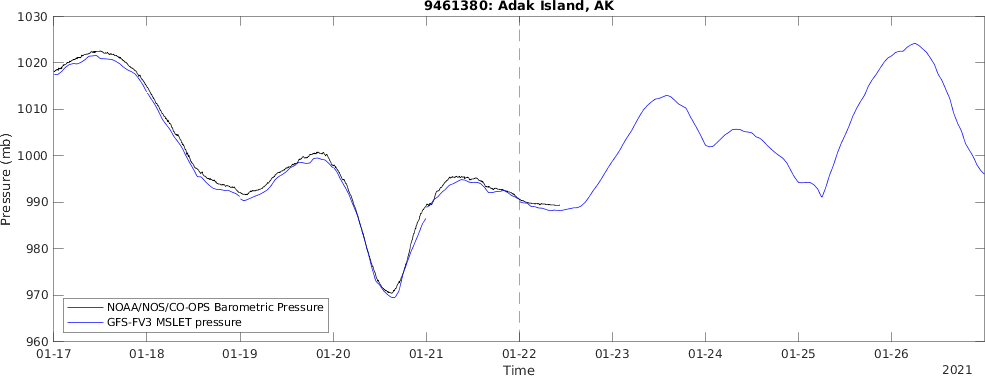 9461380: Adak Island, AK
Pressure (mb)
1030
1020
1010
1000
990
980
970
960
NOAA/NOS/CO-OPS Barometric Pressure
GFS-FV3 MSLET pressure
01-17 01-18 01-19 01-20 01-21 01-22 01-23 01-24 01-25 01-26
Time
2021